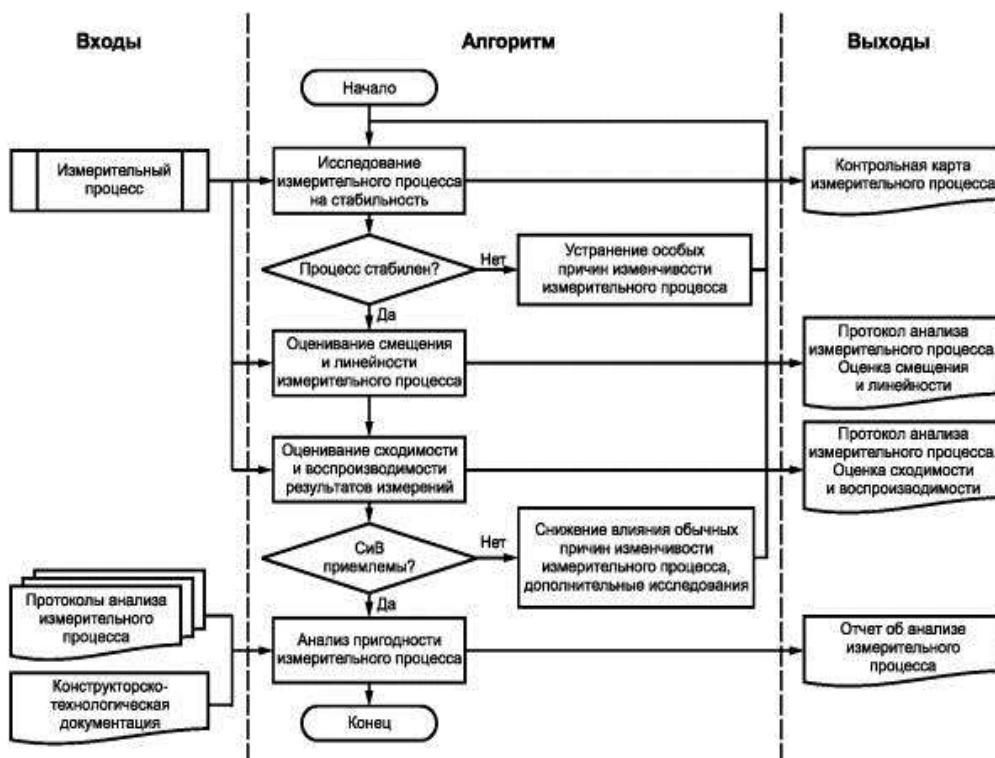 Входы
Алгоритм
Выходы
Начало
Измерительный
процесс
Исследование
измерительного процесса
на стабильность
Контрольная карта
измерительного процесса
Процесс стабилен?
Нет
Устранение особых
причин изменчивости
измерительного процесса
Да
Оценивание смещения
и линейности
измерительного процесса
Протокол анализа
измерительного процесса
Оценка смещения
и линейности
Оценивание сходимости
и воспроизводимости
результатов измерений
Протокол анализа
измерительного процесса.
Оценка сходимости
и воспроизводимости
СиВ
приемлемы?
Нет
Снижение влияния обычных
причин изменчивости
измерительного процесса,
дополнительные исследования
Да
Протоколы анализа
измерительного
процесса
Анализ пригодности
измерительного процесса
Отчет об анализе
измерительного
процесса
Конструкторско-
технологическая
документация
Конец